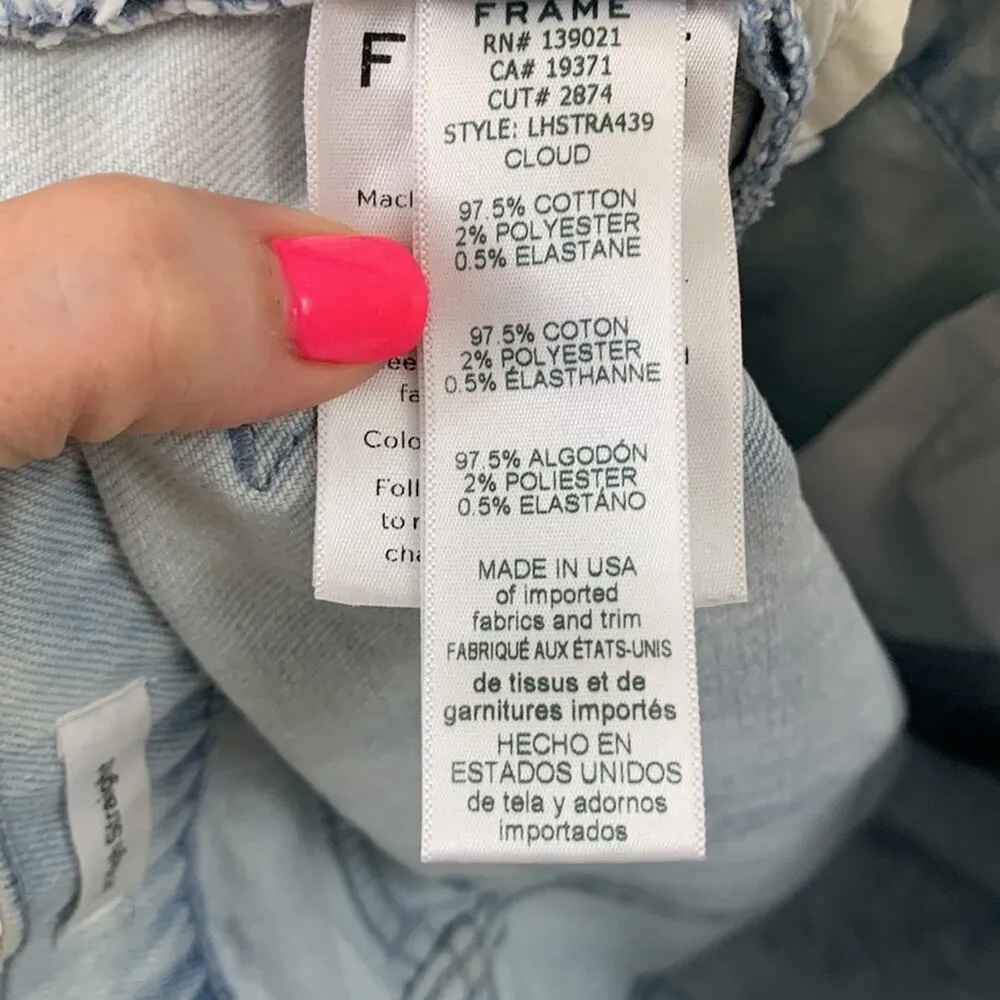 FRAME
RN# 139021
CA# 19371
CUT# 2874
STYLE: LHSTRA439
CLOUD
97.5% COTTON
2% POLYESTER
0.5% ELASTANE
97.5% COTON
2% POLYESTER
0.5% ÉLASTHANNE
97.5% ALGODÓN
2% POLIESTER
0.5% ELASTÁNO
MADE IN USA
of imported
fabrics and trim
FABRIQUÉ AUX ÉTATS-UNIS
de tissus et de
garnitures importés
HECHO EN
ESTADOS UNIDOS
de tela y adornos
importados
F
Colo
Foll
to
Straight